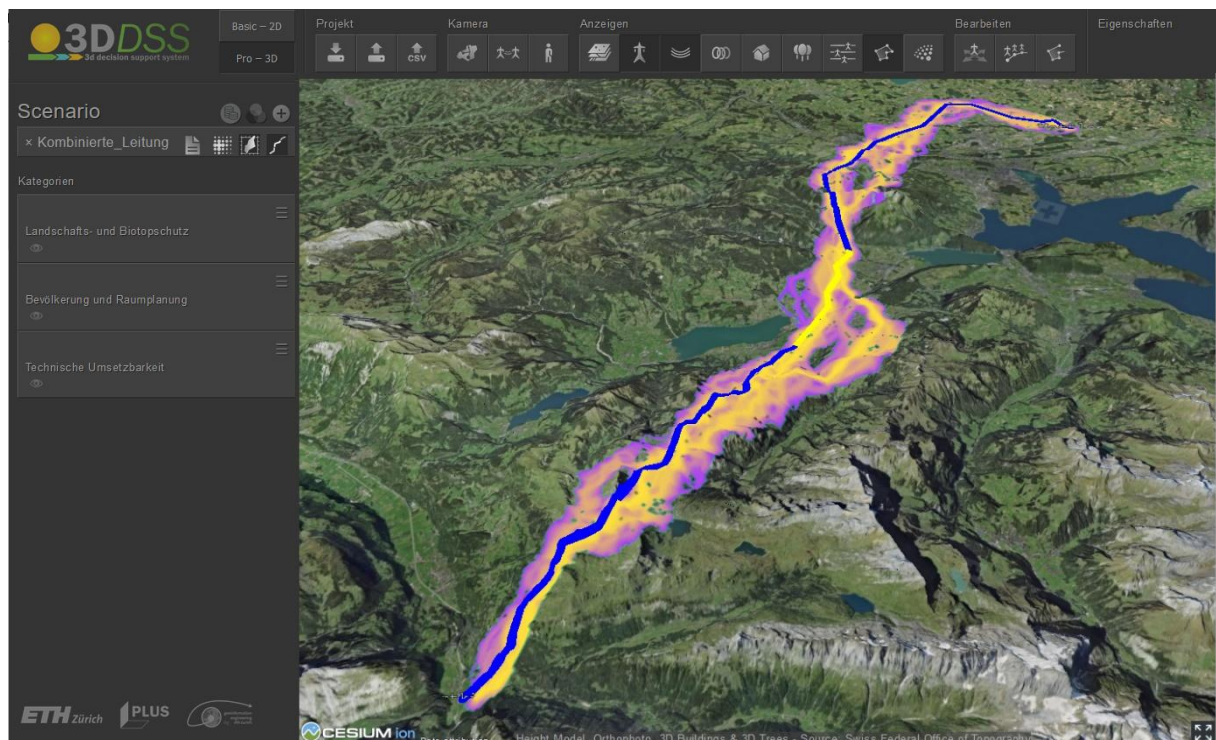 3DDSS
3d decision support system
Basic – 2D
Pro – 3D
Projekt
Kamera
Anzeigen
Bearbeiten
Eigenschaften
CSV
Scenario
× Kombinierte_Leitung
Kategorien
Landschafts- und Biotopschutz
Bevölkerung und Raumplanung
Technische Umsetzbarkeit
ETH Zürich
PLUS
CESIUM ion
Height Model, Orthophoto, 3D Buildings & 3D Trees - Source: Swiss Federal Office of Topography